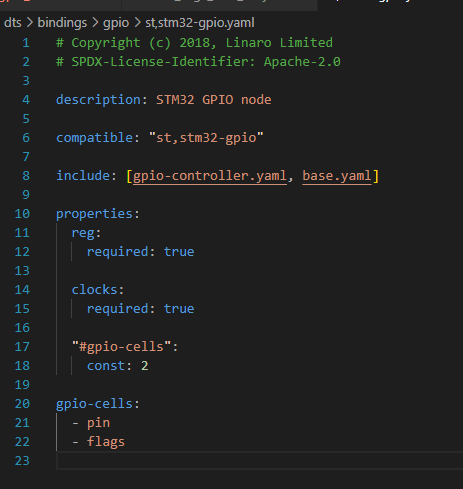 dts > bindings > gpio > st,stm32-gpio.yaml
1 # Copyright (c) 2018, Linaro Limited
2 # SPDX-License-Identifier: Apache-2.0
3
4 description: STM32 GPIO node
5
6 compatible: "st,stm32-gpio"
7
8 include: [gpio-controller.yaml, base.yaml]
9
10 properties:
11   reg:
12     required: true
13
14   clocks:
15     required: true
16
17   "#gpio-cells":
18     const: 2
19
20 gpio-cells:
21   - pin
22   - flags
23